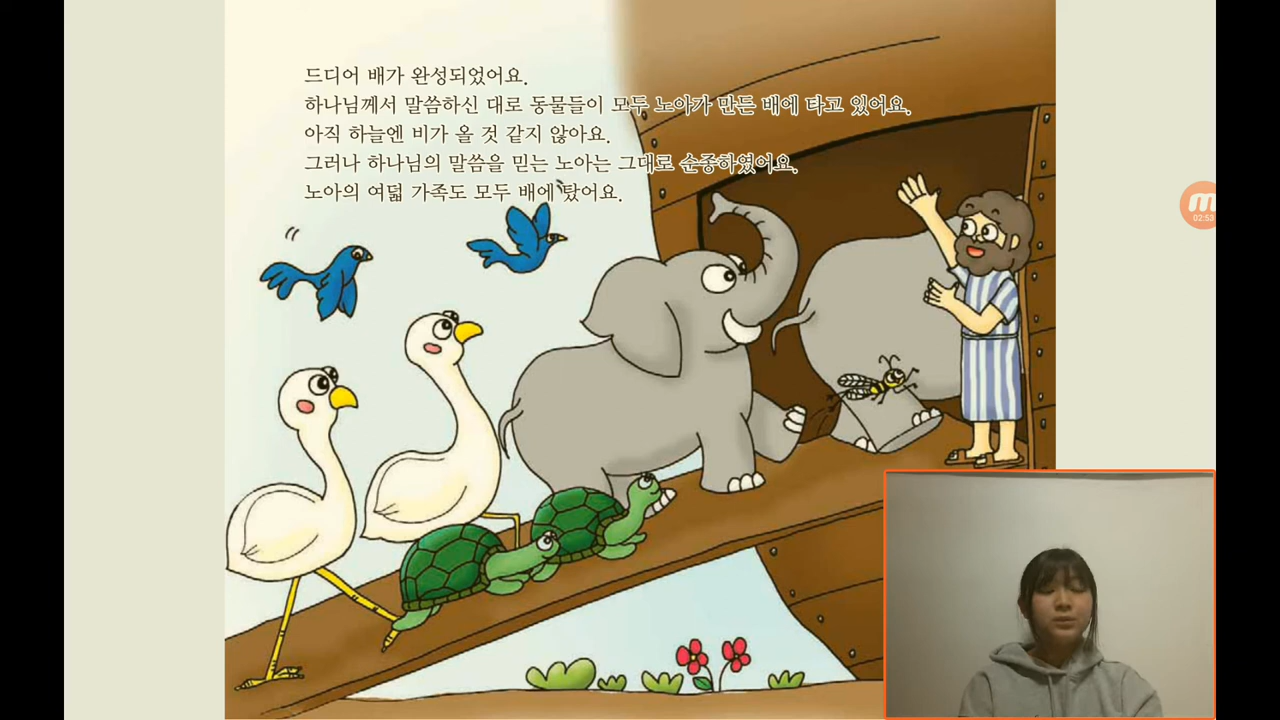 드디어 배가 완성되었어요.
하나님께서 말씀하신 대로 동물들이 모두 노아가 만든 배에 타고 있어요.
아직 하늘엔 비가 올 것 같지 않아요.
그러나 하나님의 말씀을 믿는 노아는 그대로 순종하였어요.
노아의 여덟 가족도 모두 배에 탔어요.
m
02:53